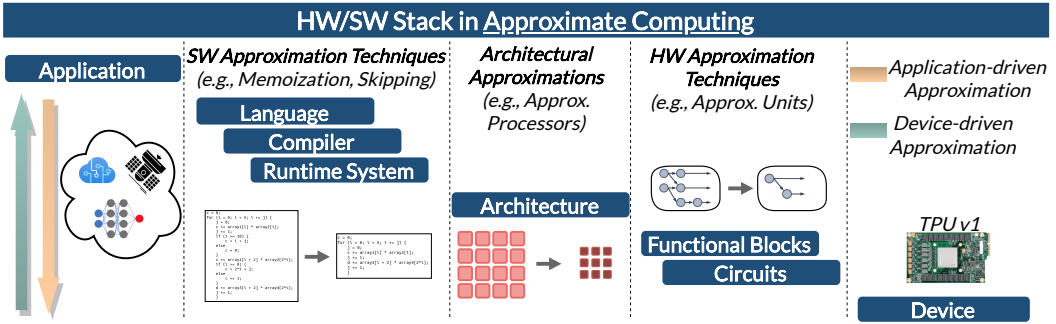 HW/SW Stack in Approximate Computing
Application
SW Approximation Techniques
(e.g., Memoization, Skipping)
Language
Compiler
Runtime System
Architectural
Approximations
(e.g., Approx.
Processors)
Architecture
HW Approximation
Techniques
(e.g., Approx. Units)
Functional Blocks
Circuits
Application-driven
Approximation
Device-driven
Approximation
TPU v1
Device